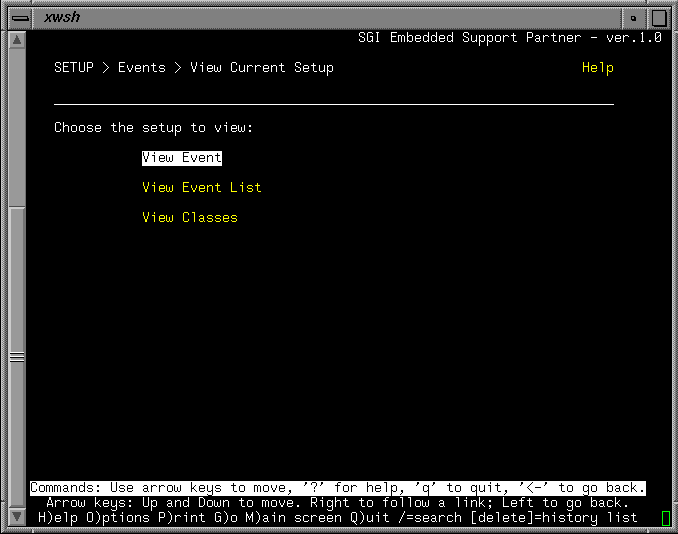 xwsh
SGI Embedded Support Partner - ver.1.0
SETUP > Events > View Current Setup Help
Choose the setup to view:
View Event
View Event List
View Classes
Commands: Use arrow keys to move, '?' for help, 'q' to quit, '<-' to go back.
Arrow keys: Up and Down to move. Right to follow a link; Left to go back.
H)elp O)ptions P)rint G)o M)ain screen Q)uit /=search [delete]=history list